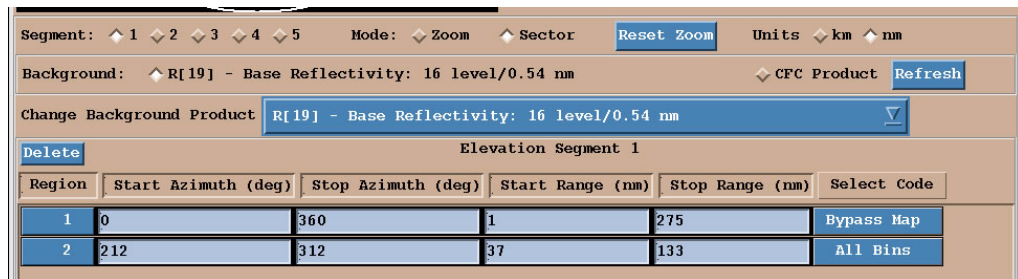 Segment: 1 2 3 4 5 Mode: Zoom Sector Reset Zoom Units km nm
Background: R[19] - Base Reflectivity: 16 level/0.54 nm CFC Product Refresh
Change Background Product R[19] - Base Reflectivity: 16 level/0.54 nm
Delete Elevation Segment 1
Region Start Azimuth (deg) Stop Azimuth (deg) Start Range (nm) Stop Range (nm) Select Code
1 0 360 1 275 Bypass Map
2 212 312 37 133 All Bins